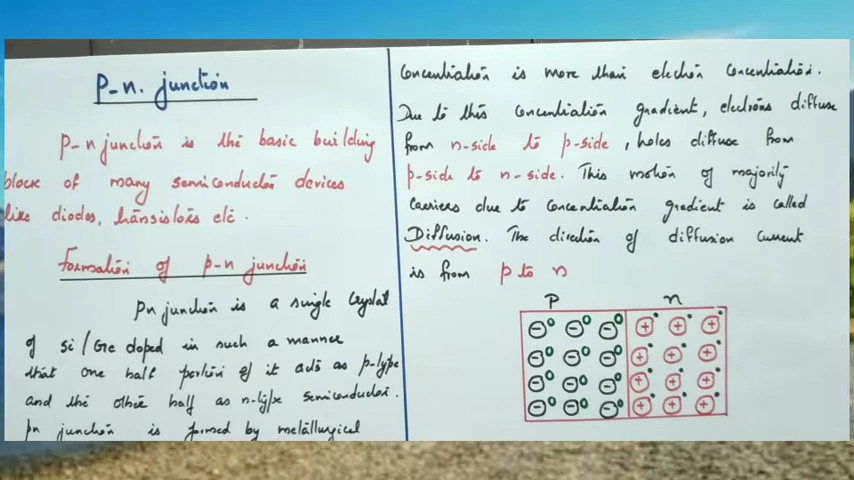 P-n. junction
P-n junction is the basic building
block of many semiconductor devices
like diodes, transistors etc.
Formation of p-n junction
Pn junction is a single crystal
of si/Ge doped in such a manner
that one half portion of it acts as p-type
and the other half as n-type semiconductor.
pn junction is formed by metallurgical
concentration is more than electron concentration.
Due to this concentration gradient, electrons diffuse
from n-side to p-side, holes diffuse from
p-side to n-side. This motion of majority
carriers due to concentration gradient is called
Diffusion. The direction of diffusion current
is from p to n
P n